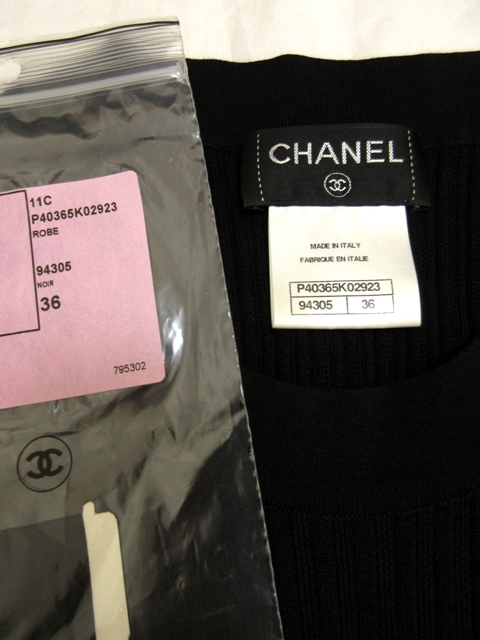 11C
P40365K02923
ROBE
94305
NOIR
36
795302
CHANEL
MADE IN ITALY
FABRIQUE EN ITALIE
P40365K02923
94305 36